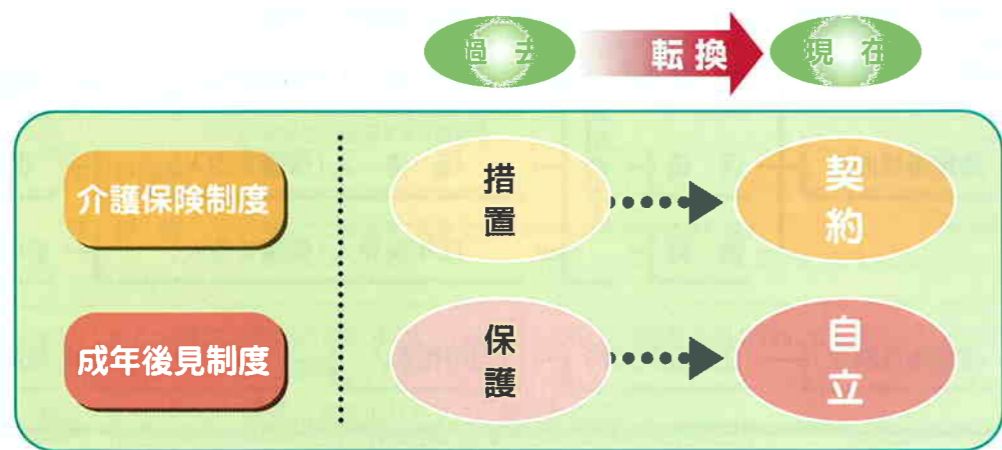 過去 転換 現在
介護保険制度 措置 契約
成年後見制度 保護 自立